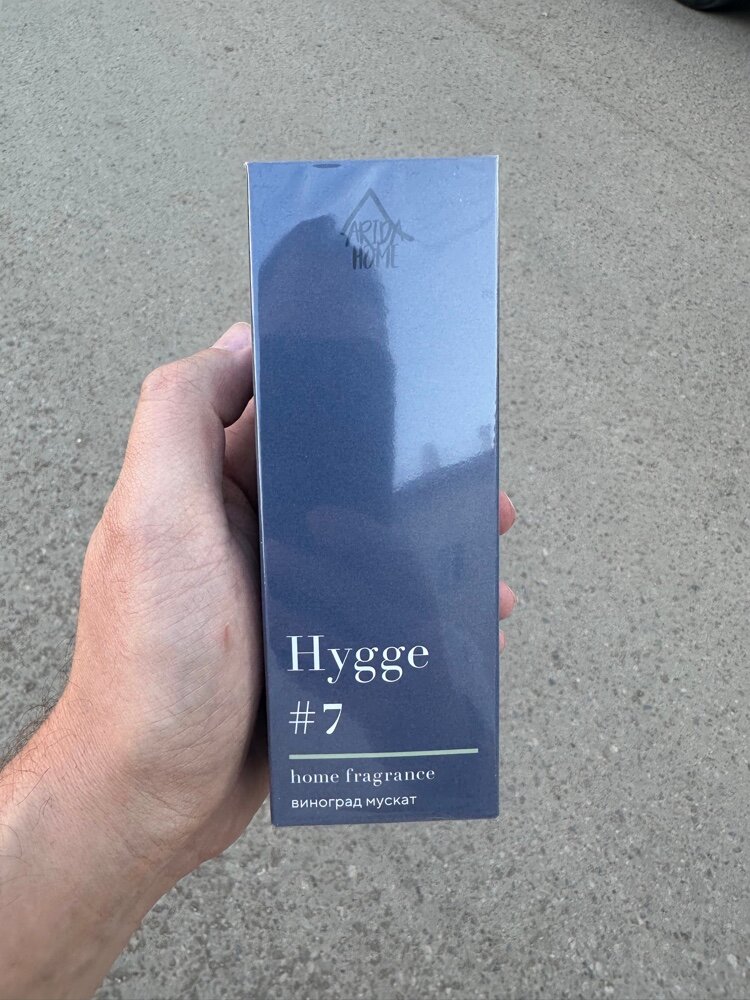 ARIDA
HOME
Hygge
#7
home fragrance
виноград мускат